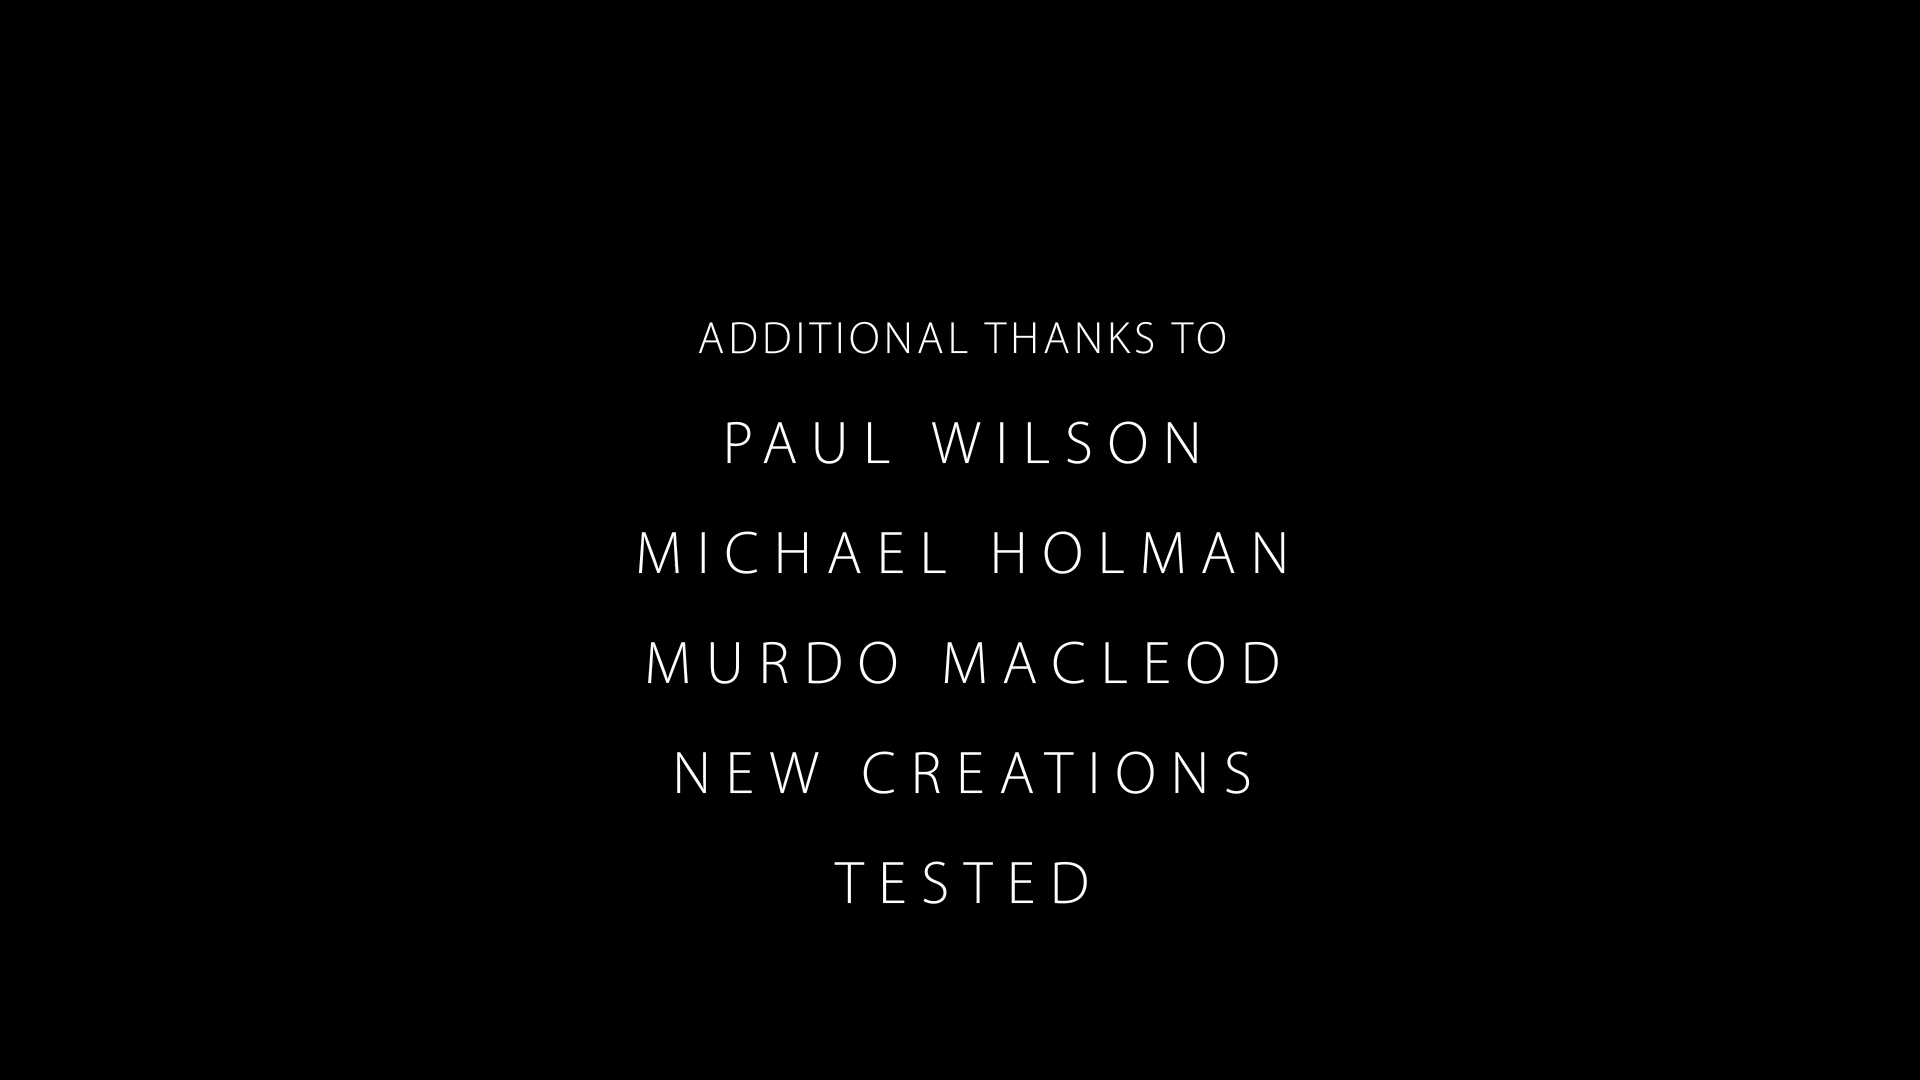 ADDITIONAL THANKS TO
PAUL WILSON
MICHAEL HOLMAN
MURDO MACLEOD
NEW CREATIONS
TESTED